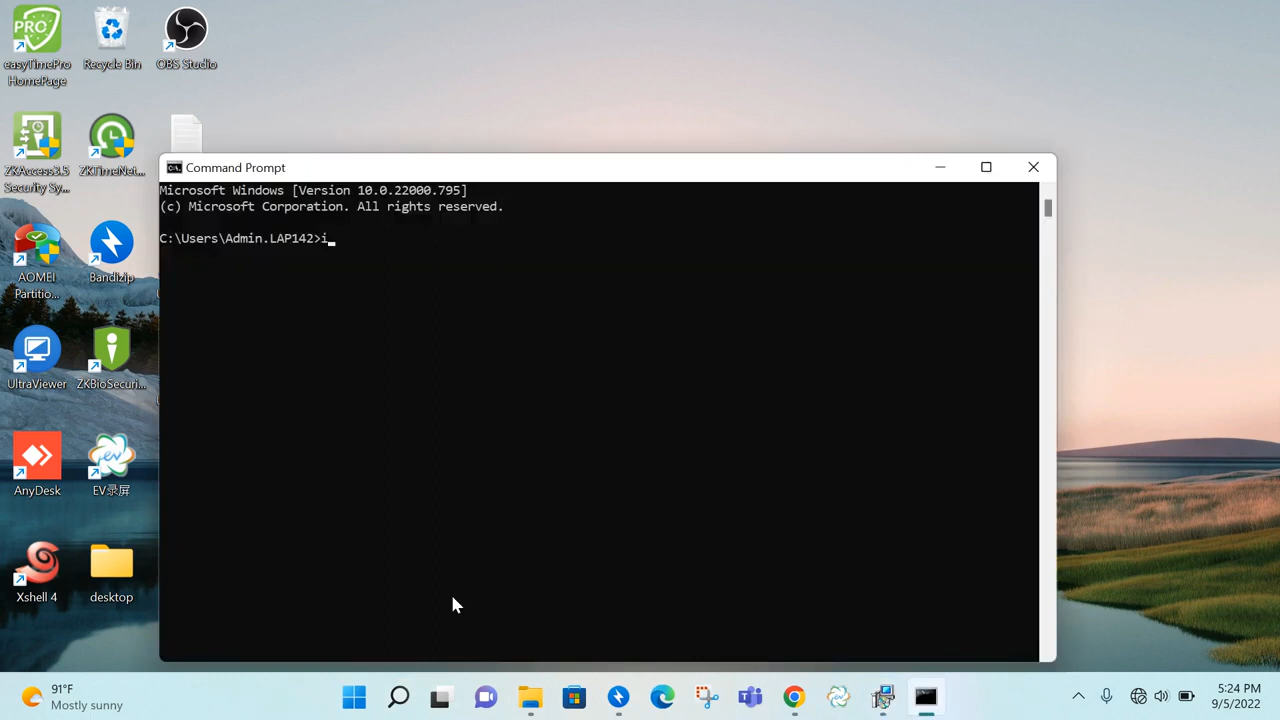 PRO
easyTimePro
HomePage
Recycle Bin
OBS Studio
ZKAccess3.5
Security Sy...
ZKTimeNet...
AOMEI
Partitio...
Bandizip
UltraViewer
ZKBioSecuri...
AnyDesk
EV录屏
Xshell 4
desktop
Command Prompt
Microsoft Windows [Version 10.0.22000.795]
(c) Microsoft Corporation. All rights reserved.
C:\Users\Admin.LAP142>i_
91°F
Mostly sunny
5:24 PM
9/5/2022